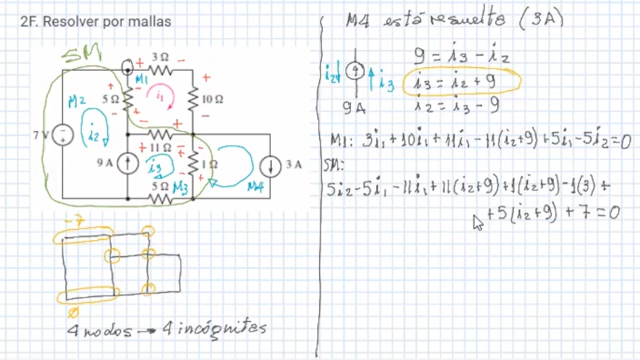 2F. Resolver por mallas
SM
3 Ω
M1
5 Ω
i₁
10 Ω
M2
i₂
7 V
11 Ω
9 A
i₃
1 Ω
3 A
5 Ω
M3
M4
-7
0
4 nodos → 4 incógnitas
M4 está resuelto (3A)
i₂
i₃
9A
9 = i₃ - i₂
i₃ = i₂ + 9
i₂ = i₃ - 9
M1: 3i₁ + 10i₁ + 11i₁ - 11(i₂+9) + 5i₁ - 5i₂ = 0
SM:
5i₂ - 5i₁ - 11i₁ + 11(i₂+9) + 1(i₂+9) - 1(3) +
+ 5(i₂+9) + 7 = 0